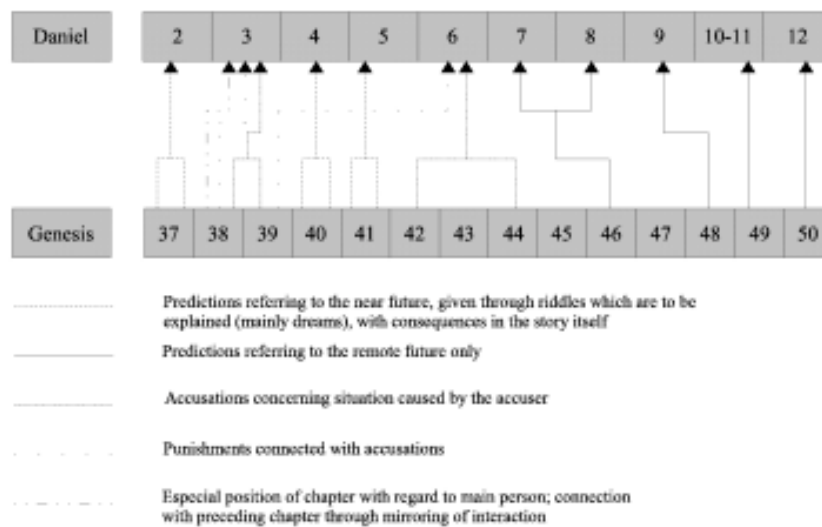 Daniel 2 3 4 5 6 7 8 9 10-11 12
Genesis 37 38 39 40 41 42 43 44 45 46 47 48 49 50
Predictions referring to the near future, given through riddles which are to be
explained (mainly dreams), with consequences in the story itself
Predictions referring to the remote future only
Accusations concerning situation caused by the accuser
Punishments connected with accusations
Especial position of chapter with regard to main person; connection
with preceding chapter through mirroring of interaction